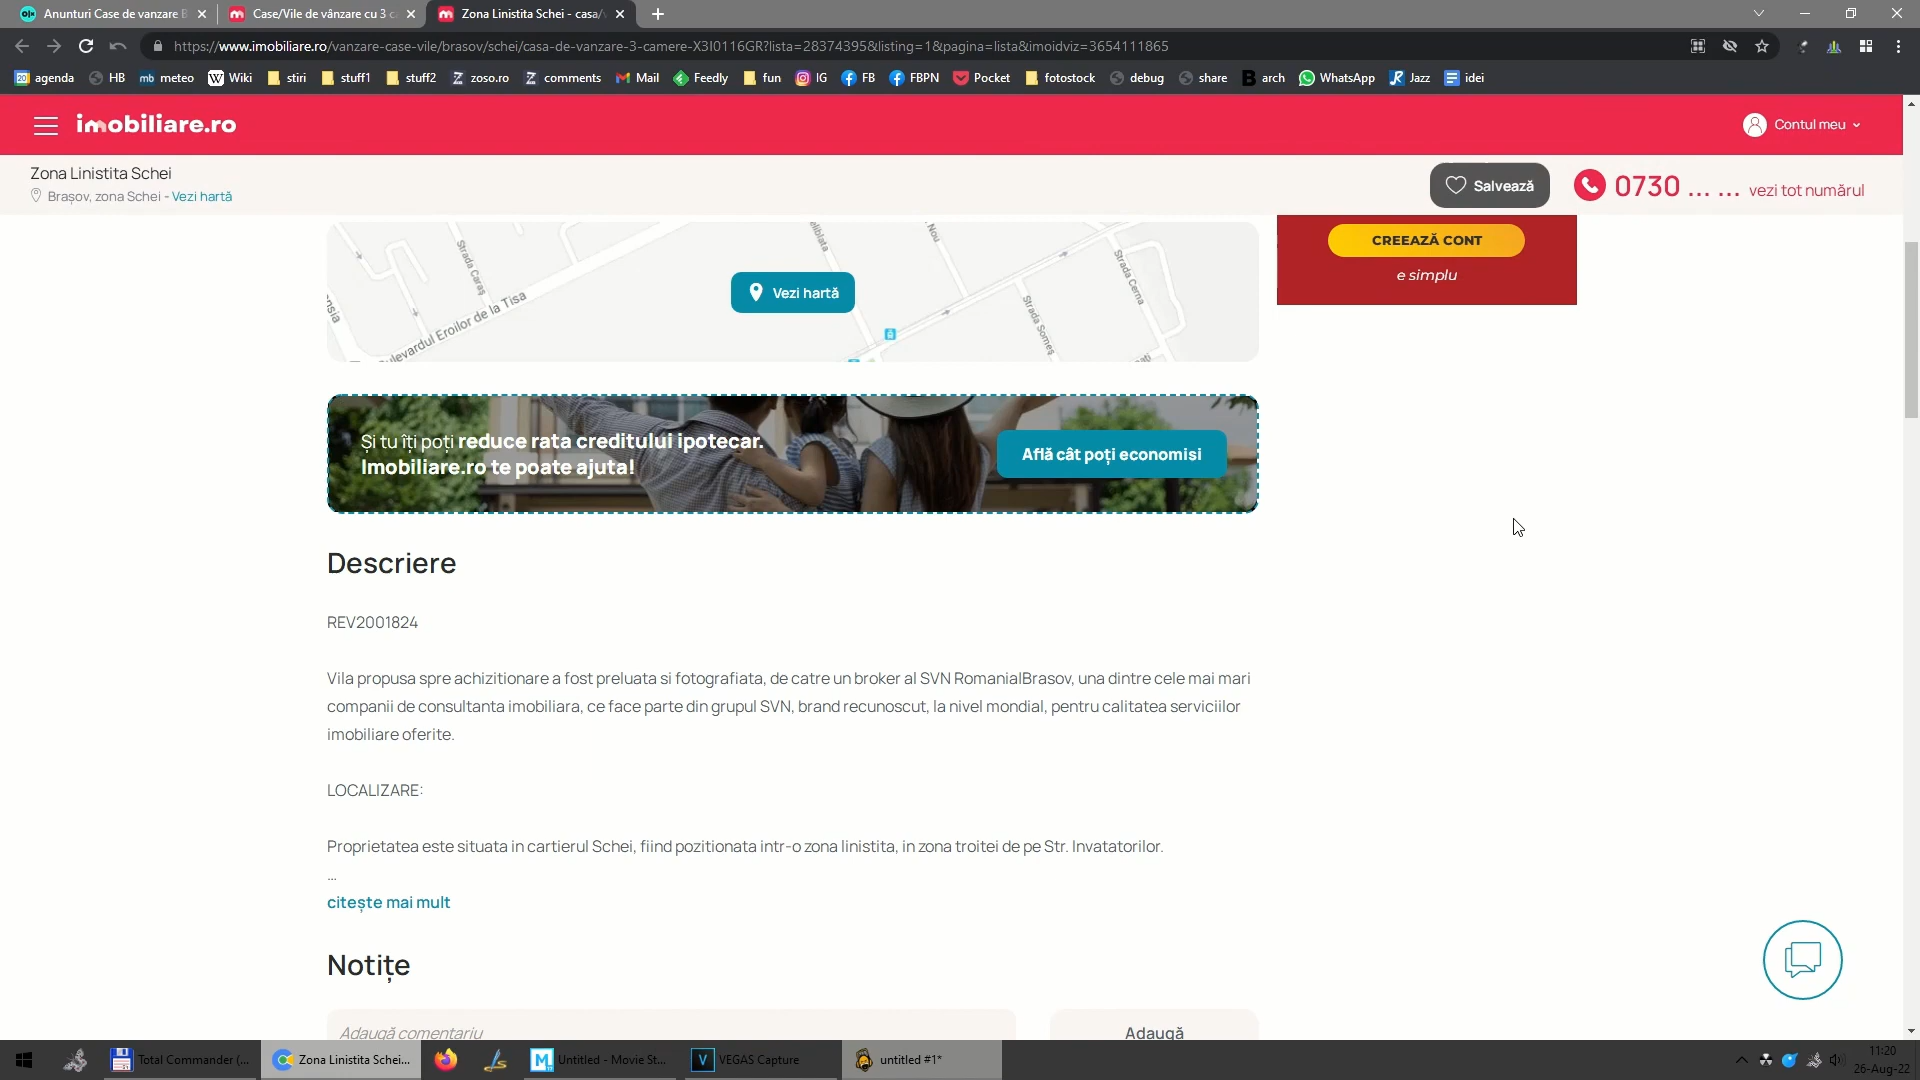 Anunturi Case de vanzare B
Case/Vile de vânzare cu 3 c
Zona Linistita Schei - casa/v
https://www.imobiliare.ro/vanzare-case-vile/brasov/schei/casa-de-vanzare-3-camere-X3I0116GR?lista=28374395&listing=1&pagina=lista&imoidviz=3654111865
agenda HB mb meteo W Wiki stiri stuff1 stuff2 Z zoso.ro Z comments Mail Feedly fun IG FB FBPN Pocket fotostock debug share B arch WhatsApp Jazz idei
imobiliare.ro
Contul meu
Zona Linistita Schei
Brașov, zona Schei - Vezi hartă
Salvează
0730 ... ... vezi tot numărul
Strada Caraș
Bulevardul Eroilor de la Tisa
Nou
Strada Someș
Strada Cerna
Vezi hartă
CREEAZĂ CONT
e simplu
Și tu îți poți reduce rata creditului ipotecar.
Imobiliare.ro te poate ajuta!
Află cât poți economisi
Descriere
REV2001824
Vila propusa spre achizitionare a fost preluata si fotografiata, de catre un broker al SVN RomaniaIBrasov, una dintre cele mai mari
companii de consultanta imobiliara, ce face parte din grupul SVN, brand recunoscut, la nivel mondial, pentru calitatea serviciilor
imobiliare oferite.
LOCALIZARE:
Proprietatea este situata in cartierul Schei, fiind pozitionata intr-o zona linistita, in zona troitei de pe Str. Invatatorilor.
...
citește mai mult
Notițe
Adaugă comentariu
Adaugă
Total Commander (...
Zona Linistita Schei...
Untitled - Movie St...
VEGAS Capture
untitled #1*
11:20
26-Aug-22